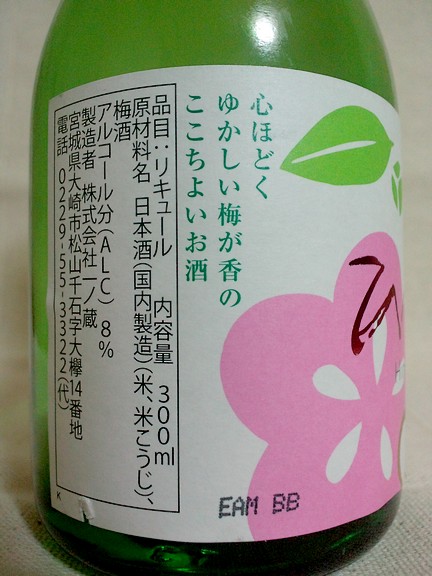 心ほどく
ゆかしい梅が香の
ここちよいお酒
品目：リキュール 内容量 300ml
原材料名 日本酒（国内製造）（米、米こうじ）、
梅酒
アルコール分（ALC） 8%
製造者 株式会社一ノ蔵
宮城県大崎市松山千石字大欅14番地
電話 0229-55-3322（代）
K
ひ
EAM BB